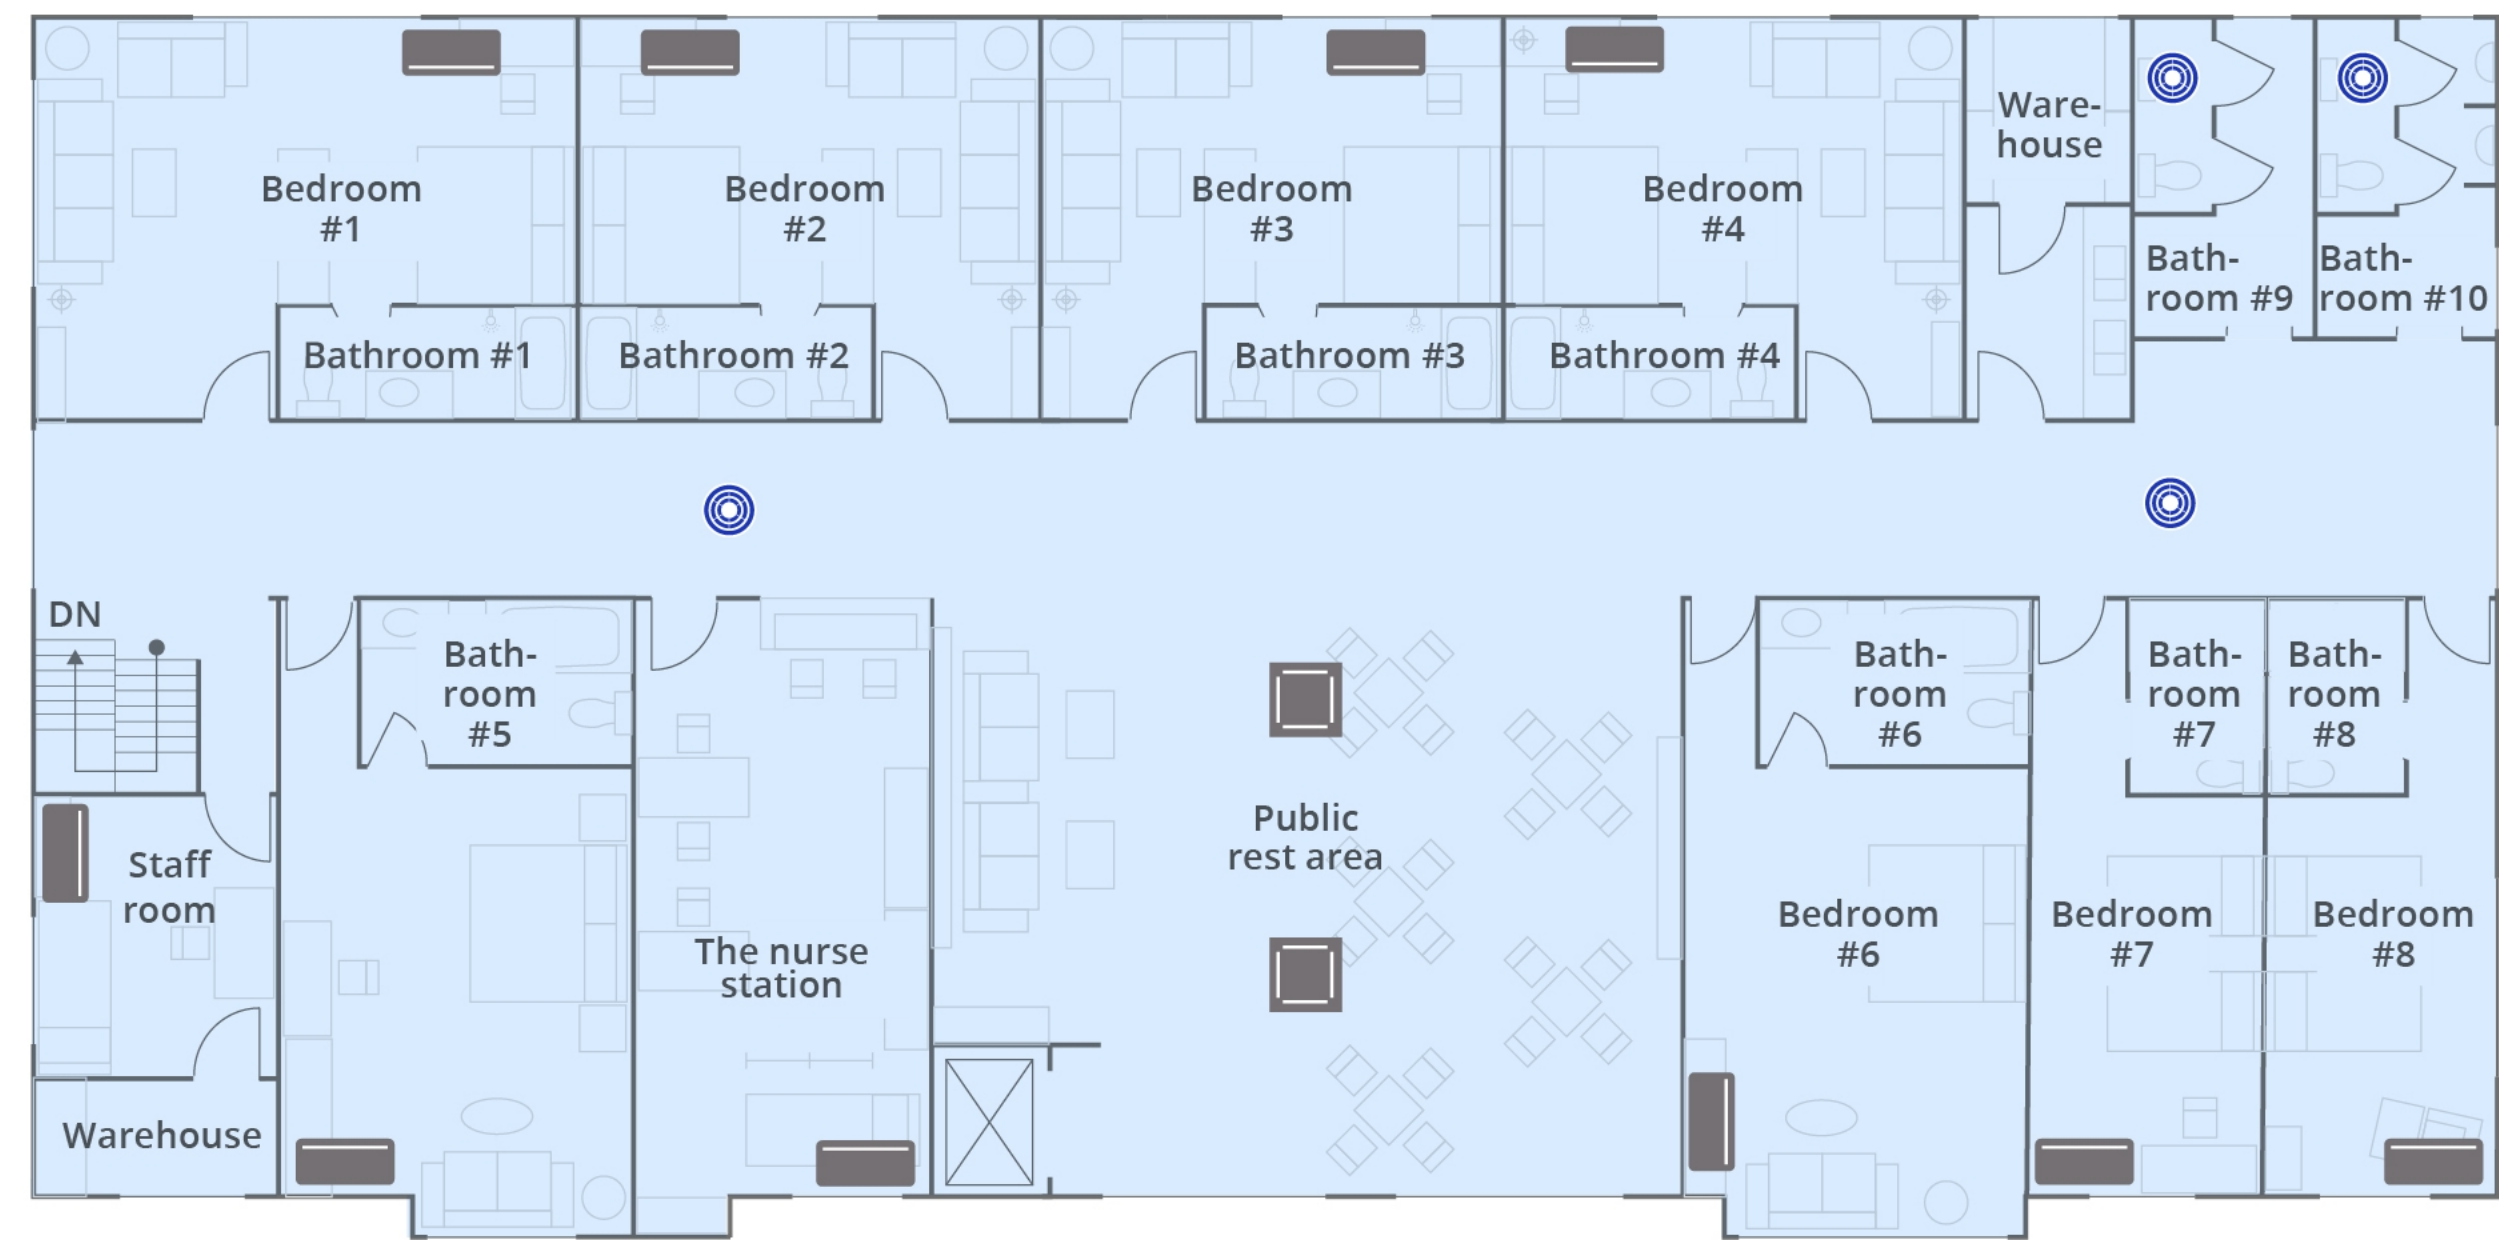 Bedroom
#1
Bedroom
#2
Bedroom
#3
Bedroom
#4
Ware-
house
Bath-
room #9
Bath-
room #10
Bathroom #1
Bathroom #2
Bathroom #3
Bathroom #4
DN
Bath-
room
#5
Bath-
room
#6
Bath-
room
#7
Bath-
room
#8
Staff
room
Public
rest area
The nurse
station
Bedroom
#6
Bedroom
#7
Bedroom
#8
Warehouse